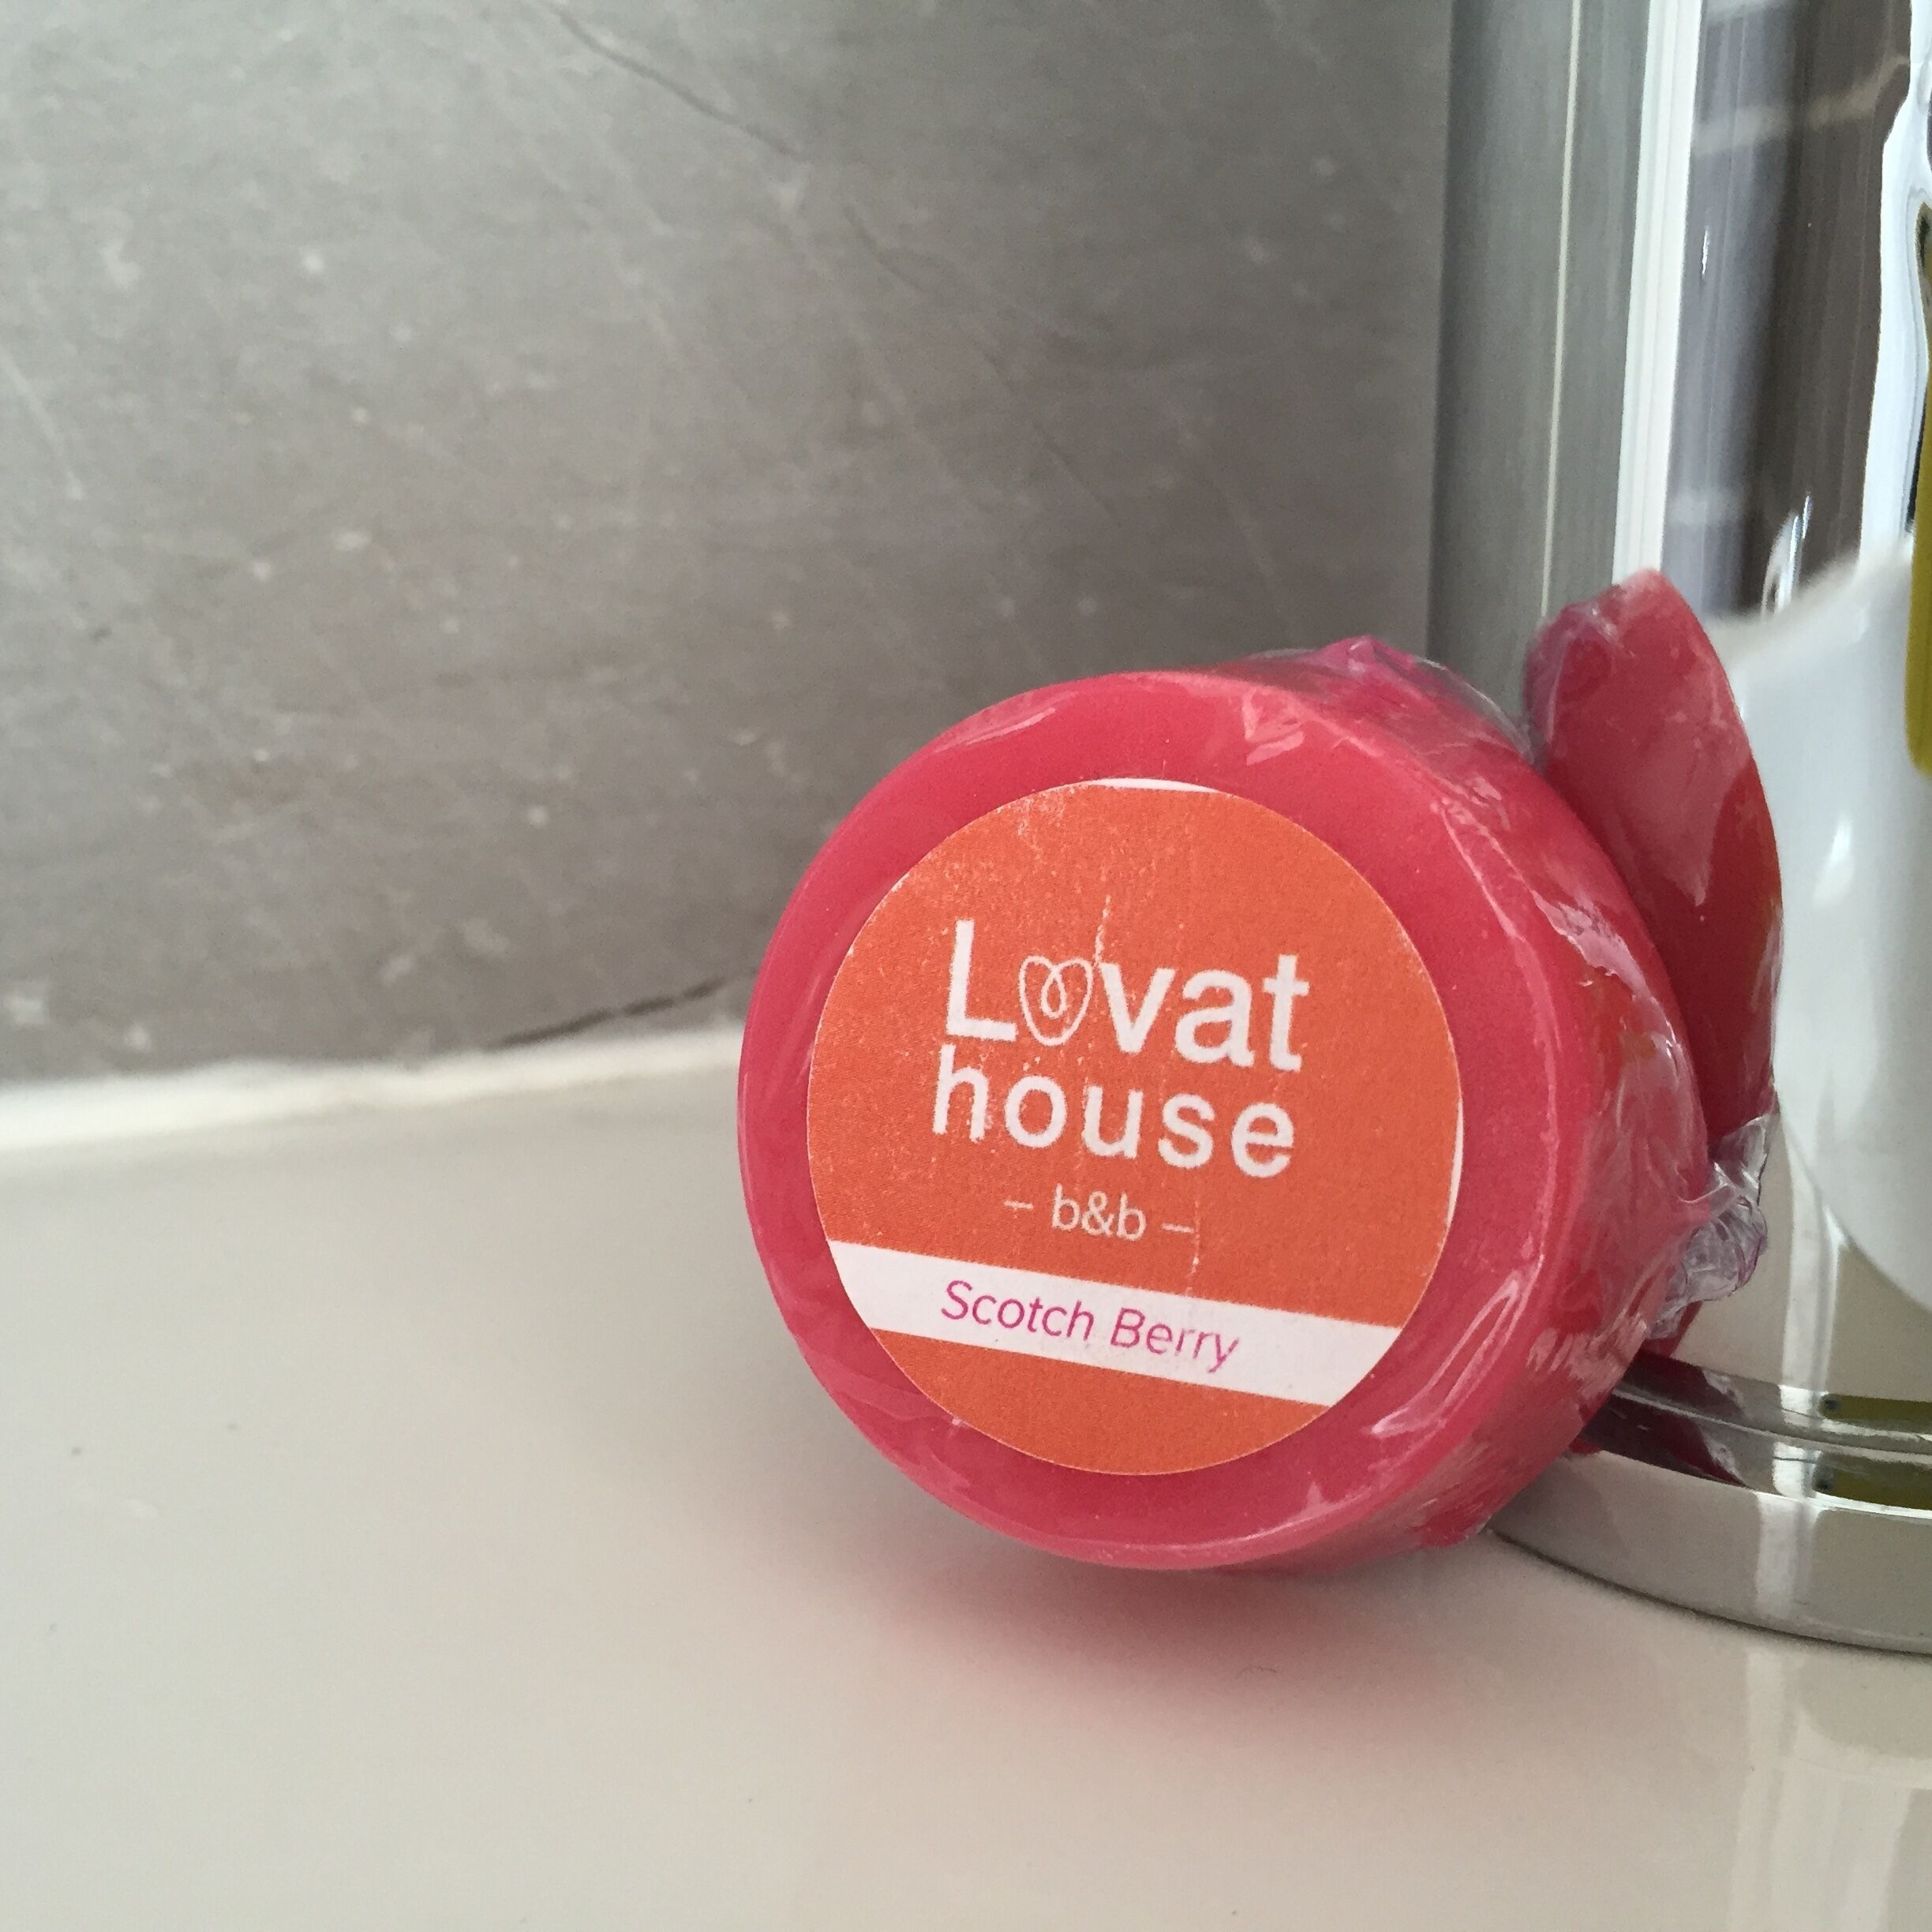 Lovat
house
– b&b –
Scotch Berry